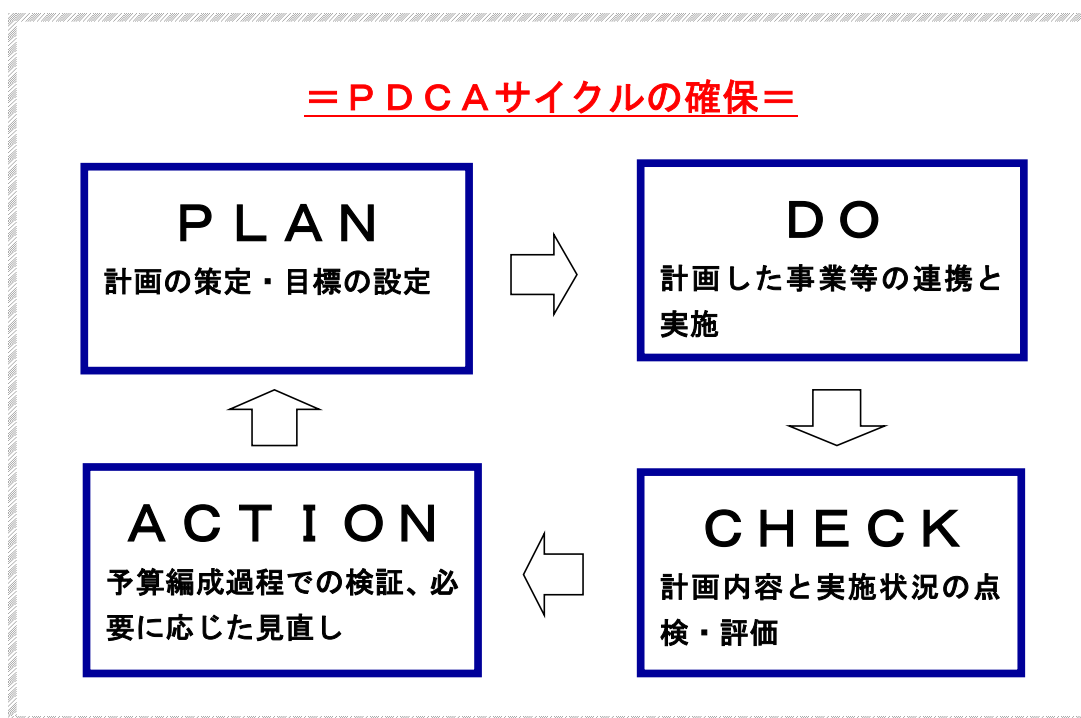 ＝ＰＤＣＡサイクルの確保＝
ＰＬＡＮ
計画の策定・目標の設定
ＤＯ
計画した事業等の連携と
実施
ＣＨＥＣＫ
計画内容と実施状況の点
検・評価
ＡＣＴＩＯＮ
予算編成過程での検証、必
要に応じた見直し